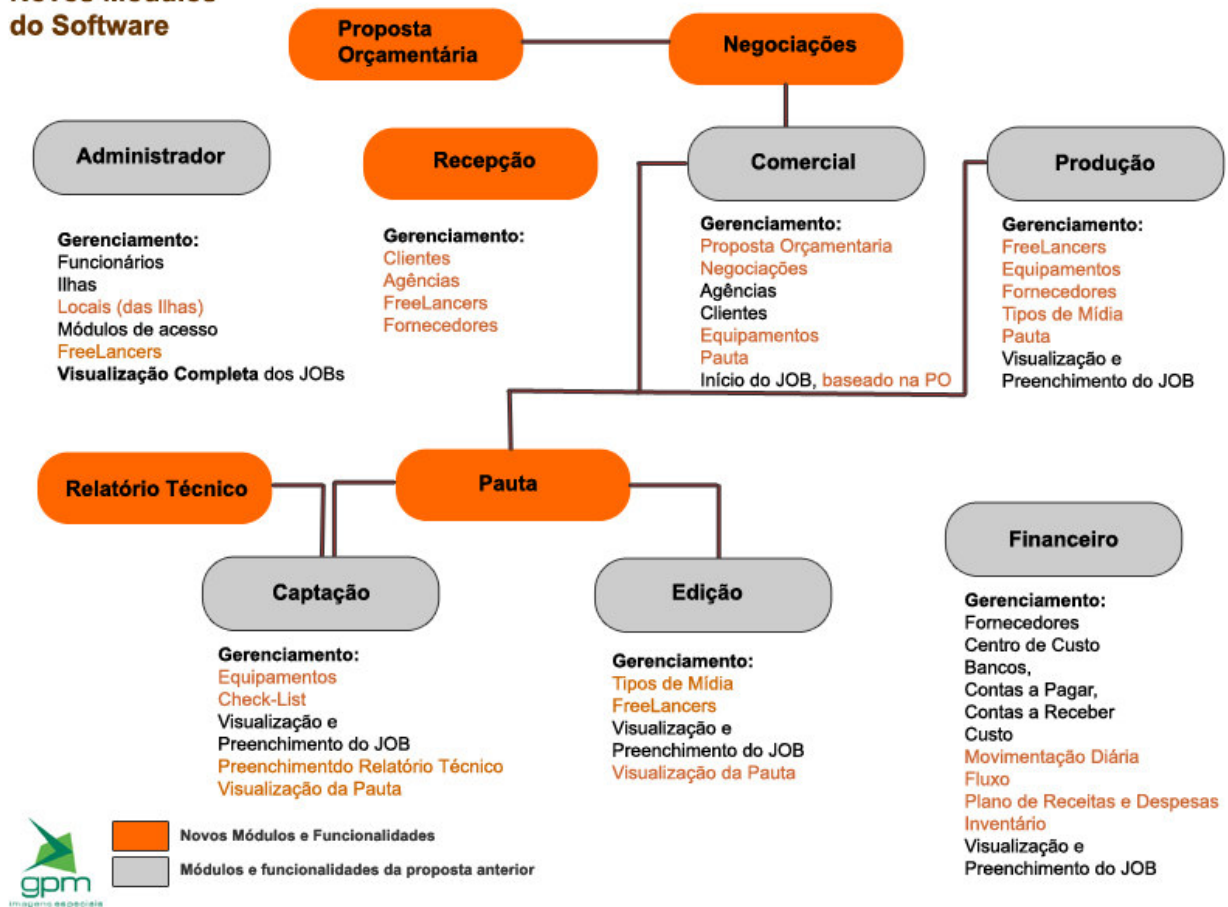 Novos Módulos
do Software
Proposta
Orçamentária
Negociações
Administrador
Gerenciamento:
Funcionários
Ilhas
Locais (das Ilhas)
Módulos de acesso
FreeLancers
Visualização Completa dos JOBs
Recepção
Gerenciamento:
Clientes
Agências
FreeLancers
Fornecedores
Comercial
Gerenciamento:
Proposta Orçamentaria
Negociações
Agências
Clientes
Equipamentos
Pauta
Início do JOB, baseado na PO
Produção
Gerenciamento:
FreeLancers
Equipamentos
Fornecedores
Tipos de Mídia
Pauta
Visualização e
Preenchimento do JOB
Relatório Técnico
Pauta
Captação
Gerenciamento:
Equipamentos
Check-List
Visualização e
Preenchimento do JOB
Preenchimentdo Relatório Técnico
Visualização da Pauta
Edição
Gerenciamento:
Tipos de Mídia
FreeLancers
Visualização e
Preenchimento do JOB
Visualização da Pauta
Financeiro
Gerenciamento:
Fornecedores
Centro de Custo
Bancos,
Contas a Pagar,
Contas a Receber
Custo
Movimentação Diária
Fluxo
Plano de Receitas e Despesas
Inventário
Visualização e
Preenchimento do JOB
gpm
imagens especiais
Novos Módulos e Funcionalidades
Módulos e funcionalidades da proposta anterior